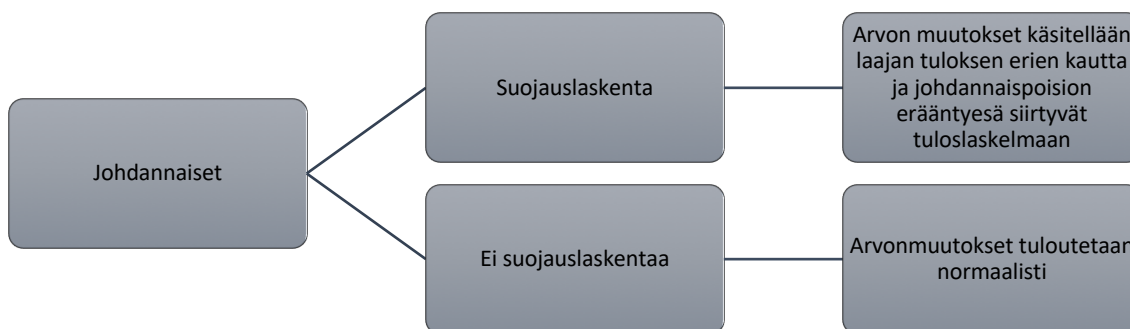 Johdannaiset
Suojauslaskenta
Arvon muutokset käsitellään
laajan tuloksen erien kautta
ja johdannaispoision
erääntyesä siirtyvät
tuloslaskelmaan
Ei suojauslaskentaa
Arvonmuutokset tuloutetaan
normaalisti